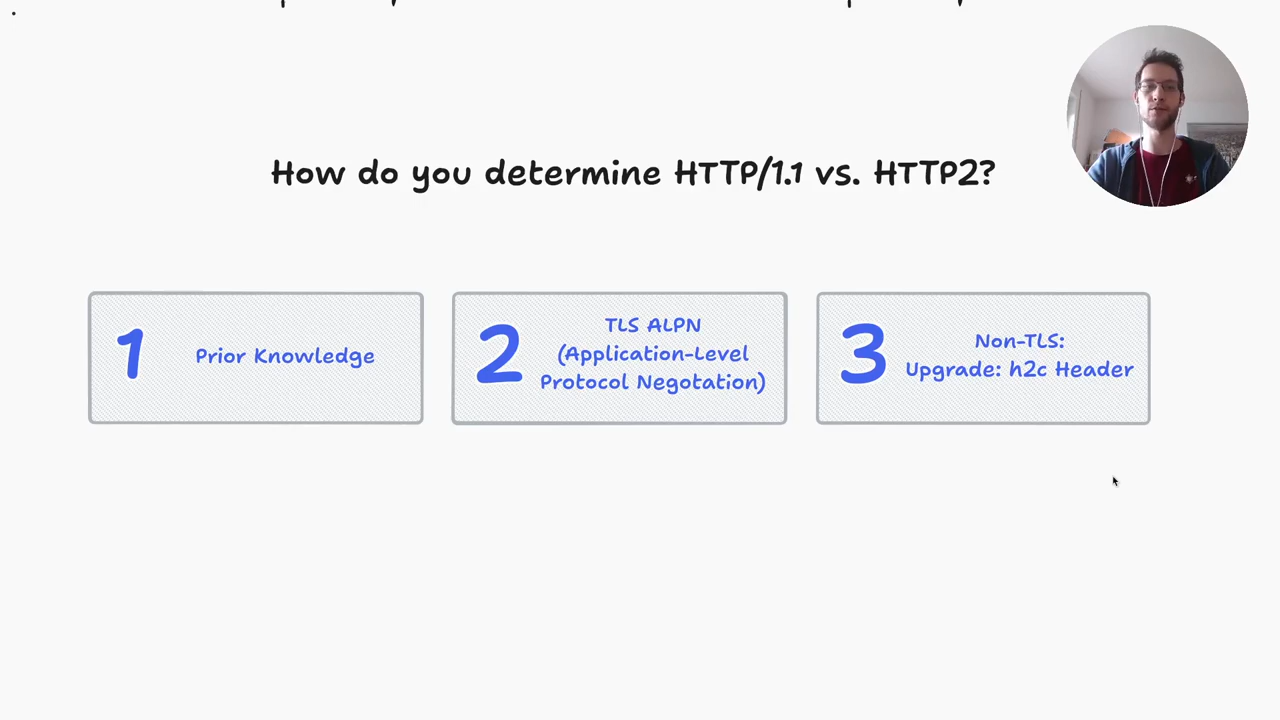 How do you determine HTTP/1.1 vs. HTTP2?
1
Prior Knowledge
2
TLS ALPN
(Application-Level
Protocol Negotation)
3
Non-TLS:
Upgrade: h2c Header